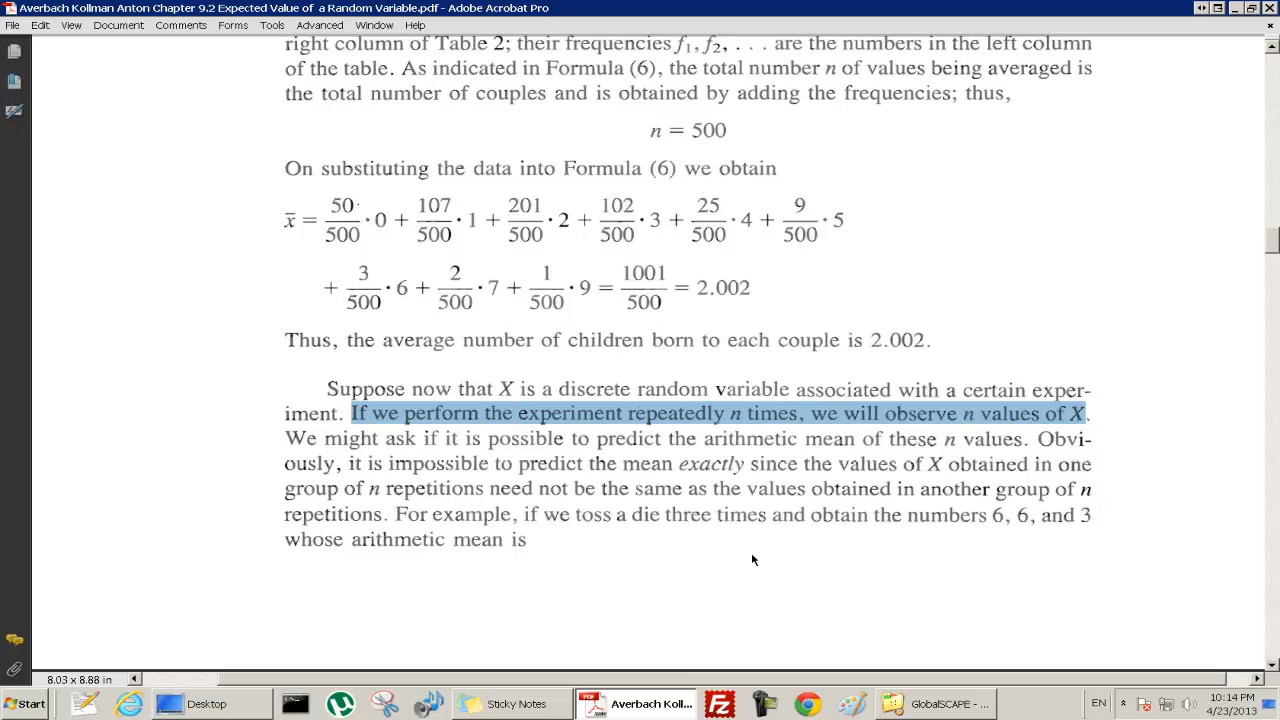 Averbach Kollman Anton Chapter 9.2 Expected Value of a Random Variable.pdf - Adobe Acrobat Pro
File Edit View Document Comments Forms Tools Advanced Window Help
right column of Table 2; their frequencies f₁, f₂, . . . are the numbers in the left column
of the table. As indicated in Formula (6), the total number n of values being averaged is
the total number of couples and is obtained by adding the frequencies; thus,
n = 500
On substituting the data into Formula (6) we obtain
x̄ = 50/500 · 0 + 107/500 · 1 + 201/500 · 2 + 102/500 · 3 + 25/500 · 4 + 9/500 · 5
+ 3/500 · 6 + 2/500 · 7 + 1/500 · 9 = 1001/500 = 2.002
Thus, the average number of children born to each couple is 2.002.
Suppose now that X is a discrete random variable associated with a certain exper-
iment. If we perform the experiment repeatedly n times, we will observe n values of X.
We might ask if it is possible to predict the arithmetic mean of these n values. Obvi-
ously, it is impossible to predict the mean exactly since the values of X obtained in one
group of n repetitions need not be the same as the values obtained in another group of n
repetitions. For example, if we toss a die three times and obtain the numbers 6, 6, and 3
whose arithmetic mean is
8.03 x 8.88 in
Start Desktop Sticky Notes Averbach Koll... GlobalSCAPE - ... EN 10:14 PM
4/23/2013